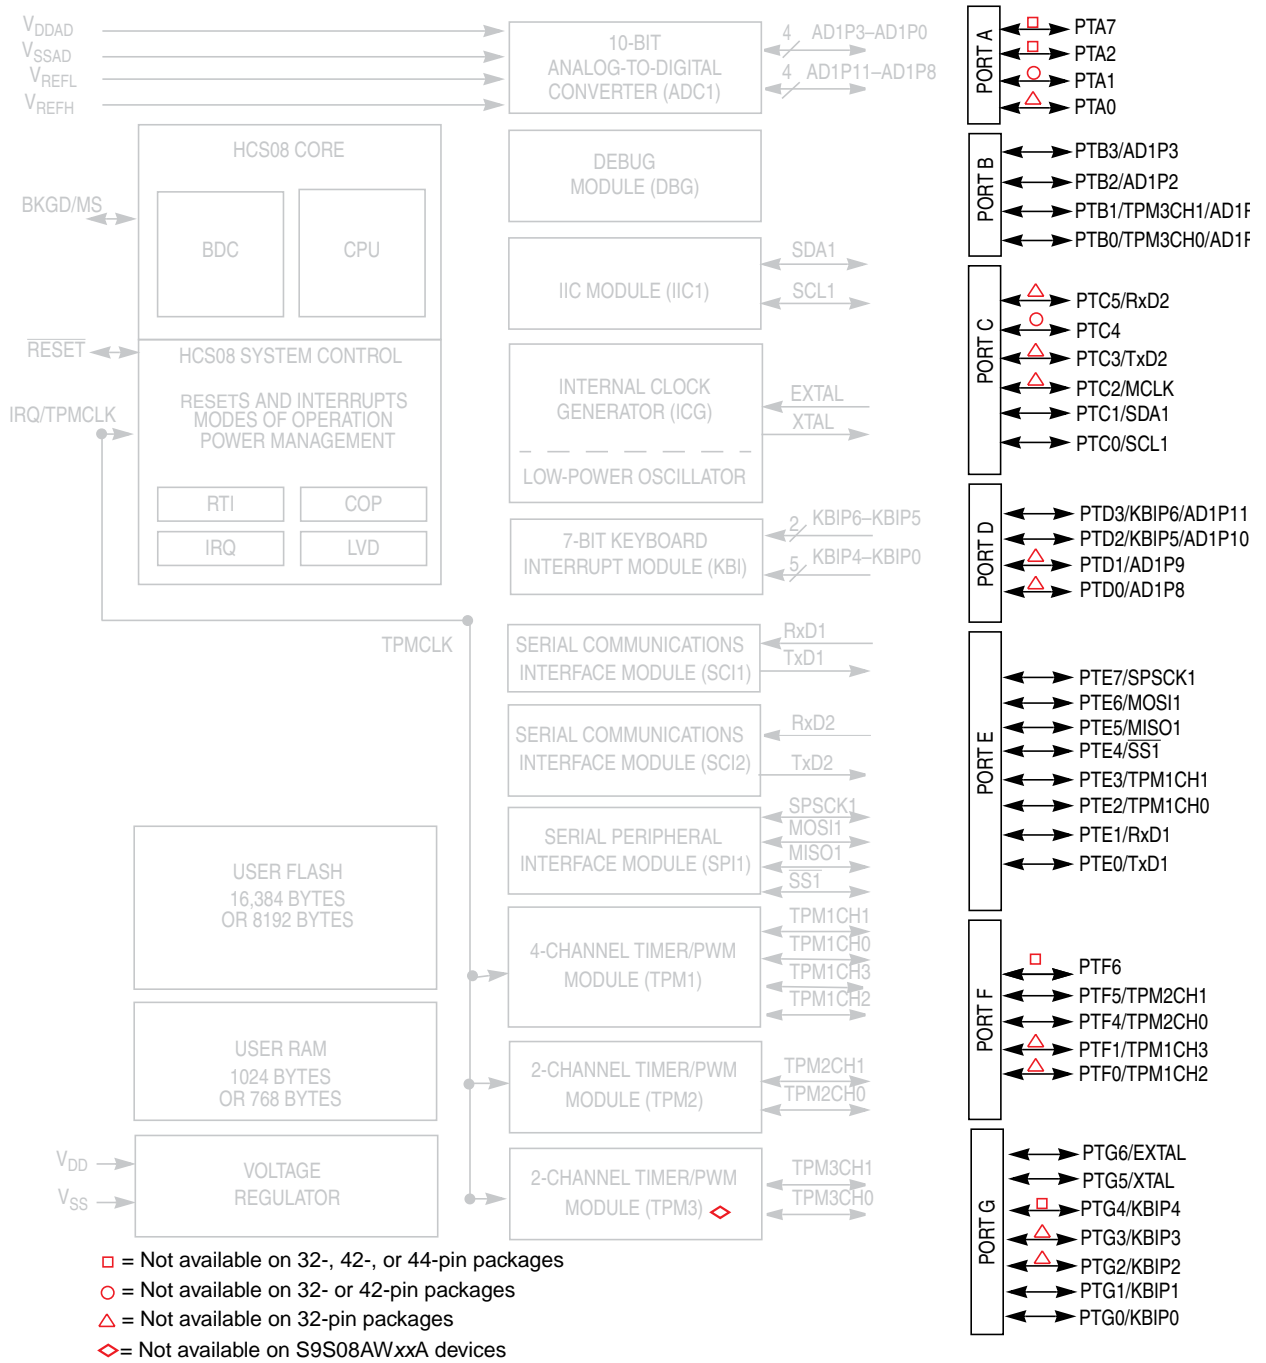 VDDAD
VSSAD
VREFL
VREFH
10-BIT
ANALOG-TO-DIGITAL
CONVERTER (ADC1)
4 AD1P3–AD1P0
4 AD1P11–AD1P8
HCS08 CORE
BDC
CPU
BKGD/MS
DEBUG
MODULE (DBG)
IIC MODULE (IIC1)
SDA1
SCL1
RESET
HCS08 SYSTEM CONTROL
RESETS AND INTERRUPTS
MODES OF OPERATION
POWER MANAGEMENT
IRQ/TPMCLK
RTI
COP
IRQ
LVD
INTERNAL CLOCK
GENERATOR (ICG)
LOW-POWER OSCILLATOR
EXTAL
XTAL
7-BIT KEYBOARD
INTERRUPT MODULE (KBI)
2 KBIP6–KBIP5
5 KBIP4–KBIP0
TPMCLK
SERIAL COMMUNICATIONS
INTERFACE MODULE (SCI1)
RxD1
TxD1
SERIAL COMMUNICATIONS
INTERFACE MODULE (SCI2)
RxD2
TxD2
SERIAL PERIPHERAL
INTERFACE MODULE (SPI1)
SPSCK1
MOSI1
MISO1
SS1
USER FLASH
16,384 BYTES
OR 8192 BYTES
4-CHANNEL TIMER/PWM
MODULE (TPM1)
TPM1CH1
TPM1CH0
TPM1CH3
TPM1CH2
USER RAM
1024 BYTES
OR 768 BYTES
2-CHANNEL TIMER/PWM
MODULE (TPM2)
TPM2CH1
TPM2CH0
VDD
VSS
VOLTAGE
REGULATOR
2-CHANNEL TIMER/PWM
MODULE (TPM3)
TPM3CH1
TPM3CH0
PORT A
PTA7
PTA2
PTA1
PTA0
PORT B
PTB3/AD1P3
PTB2/AD1P2
PTB1/TPM3CH1/AD1P
PTB0/TPM3CH0/AD1P
PORT C
PTC5/RxD2
PTC4
PTC3/TxD2
PTC2/MCLK
PTC1/SDA1
PTC0/SCL1
PORT D
PTD3/KBIP6/AD1P11
PTD2/KBIP5/AD1P10
PTD1/AD1P9
PTD0/AD1P8
PORT E
PTE7/SPSCK1
PTE6/MOSI1
PTE5/MISO1
PTE4/SS1
PTE3/TPM1CH1
PTE2/TPM1CH0
PTE1/RxD1
PTE0/TxD1
PORT F
PTF6
PTF5/TPM2CH1
PTF4/TPM2CH0
PTF1/TPM1CH3
PTF0/TPM1CH2
PORT G
PTG6/EXTAL
PTG5/XTAL
PTG4/KBIP4
PTG3/KBIP3
PTG2/KBIP2
PTG1/KBIP1
PTG0/KBIP0
= Not available on 32-, 42-, or 44-pin packages
= Not available on 32- or 42-pin packages
= Not available on 32-pin packages
= Not available on S9S08AWxxA devices